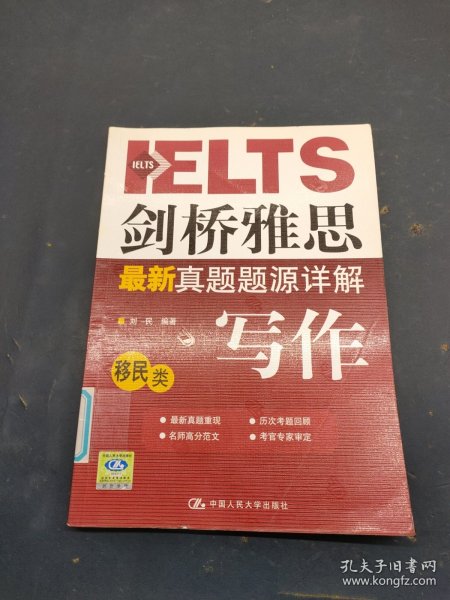 IELTS
IELTS
剑桥雅思
最新真题题源详解
刘 民 编著
写作
移民类
最新真题重现
历次考题回顾
名师高分范文
考官专家审定
中国人民大学出版社
孔夫子旧书网
www.kongfz.com